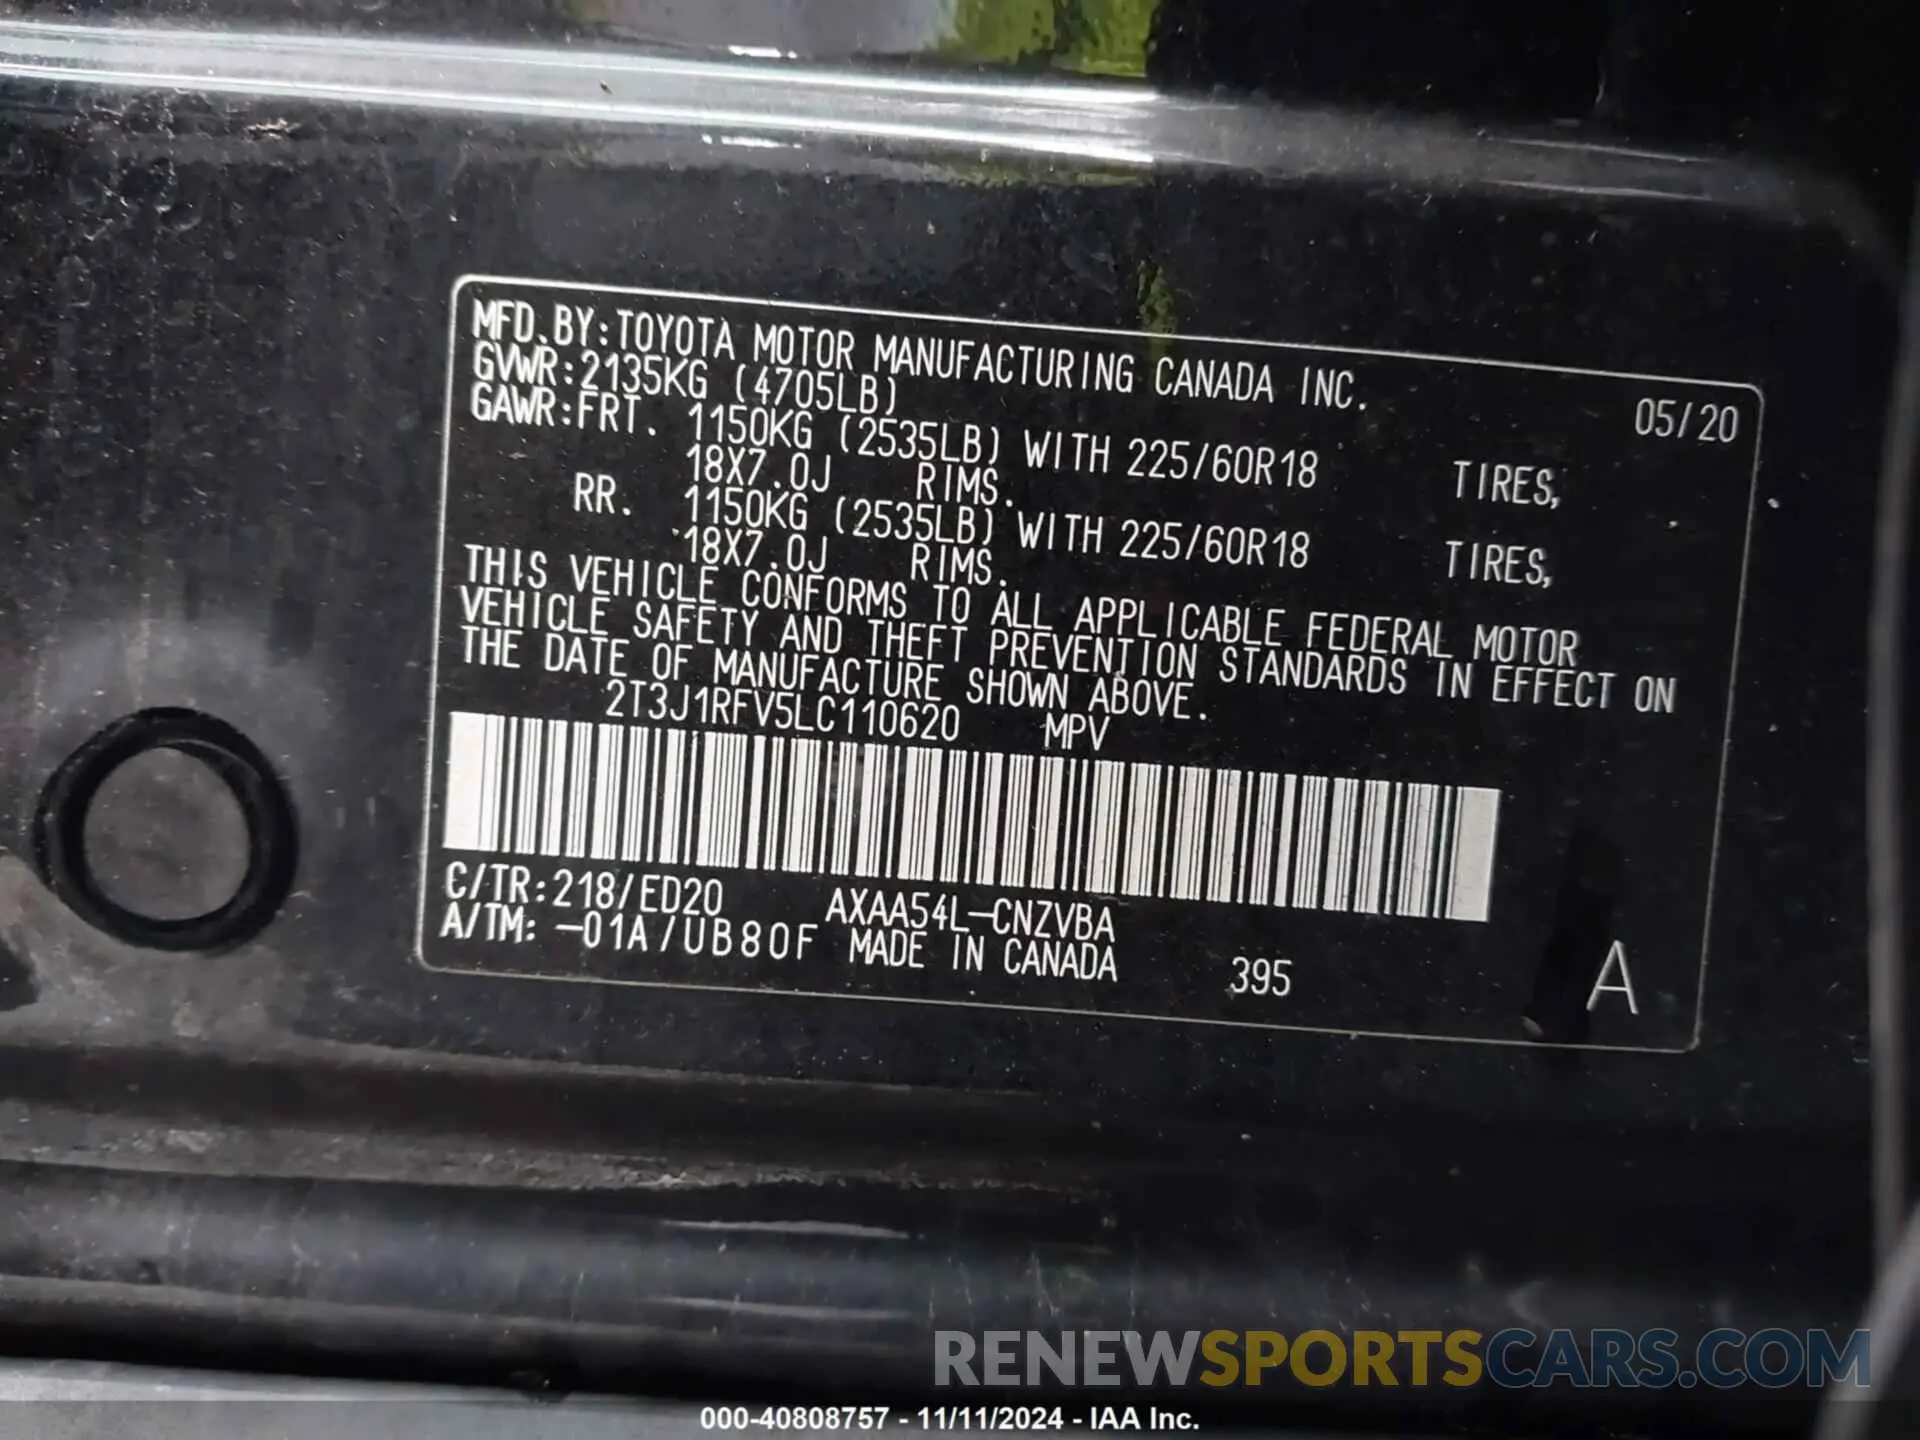 MFD.BY:TOYOTA MOTOR MANUFACTURING CANADA INC. 05/20
GVWR:2135KG (4705LB)
GAWR:FRT. 1150KG (2535LB) WITH 225/60R18 TIRES,
18X7.0J RIMS.
RR. 1150KG (2535LB) WITH 225/60R18 TIRES,
18X7.0J RIMS.
THIS VEHICLE CONFORMS TO ALL APPLICABLE FEDERAL MOTOR
VEHICLE SAFETY AND THEFT PREVENTION STANDARDS IN EFFECT ON
THE DATE OF MANUFACTURE SHOWN ABOVE.
2T3J1RFV5LC110620 MPV
C/TR:218/ED20 AXAA54L-CNZVBA
A/TM: -01A/UB80F MADE IN CANADA 395 A
RENEWSPORTSCARS.COM
000-40808757 - 11/11/2024 - IAA Inc.